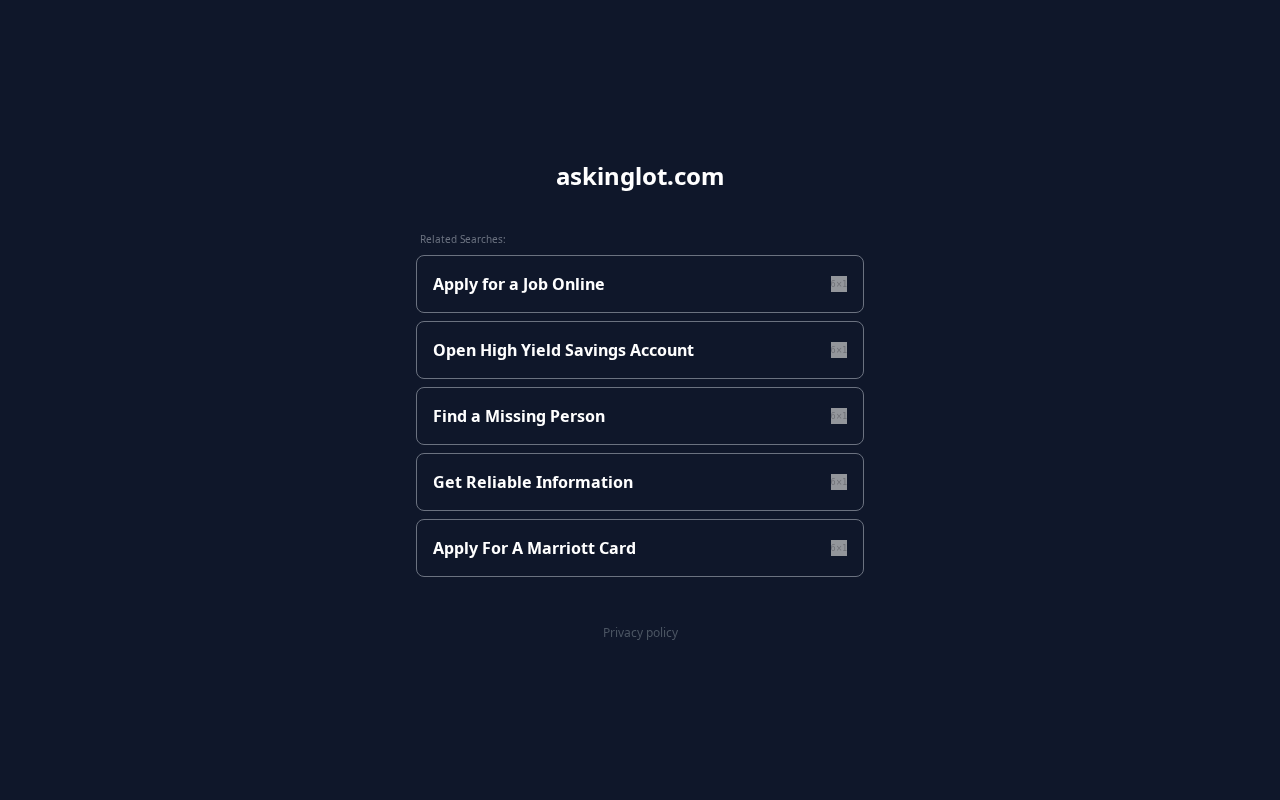 askinglot.com
Related Searches:
Apply for a Job Online
Open High Yield Savings Account
Find a Missing Person
Get Reliable Information
Apply For A Marriott Card
Privacy policy